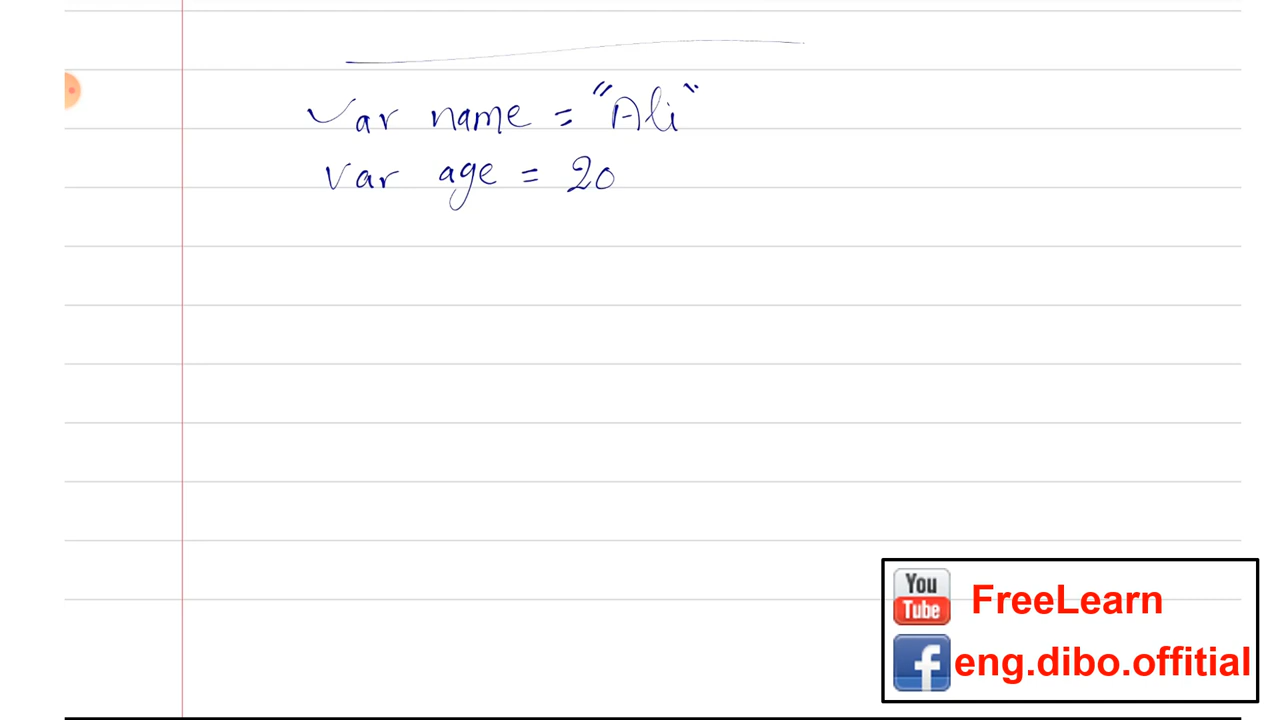 var name = "Ali"
var age = 20
You Tube FreeLearn
f eng.dibo.offitial